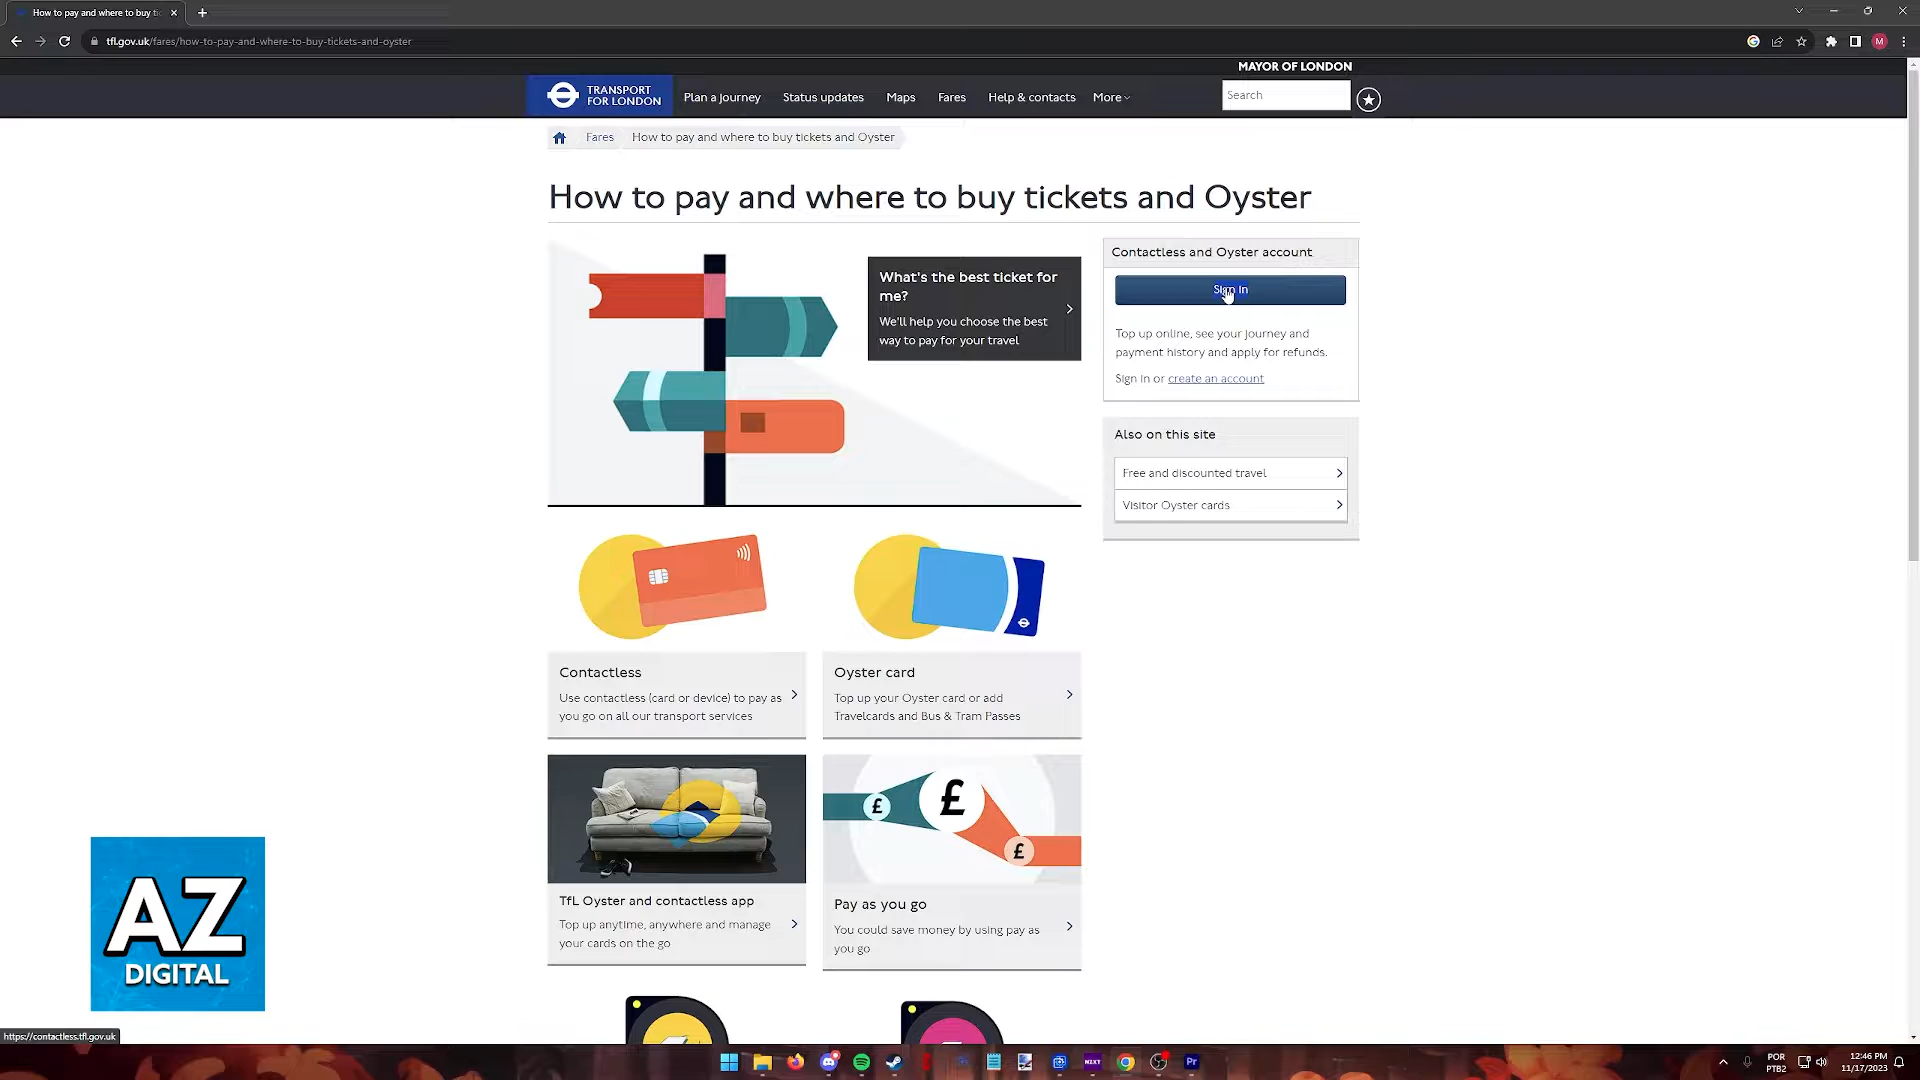 How to pay and where to buy ti
tfl.gov.uk/fares/how-to-pay-and-where-to-buy-tickets-and-oyster
M
MAYOR OF LONDON
TRANSPORT
FOR LONDON
Plan a journey
Status updates
Maps
Fares
Help & contacts
More
Search
Fares
How to pay and where to buy tickets and Oyster
How to pay and where to buy tickets and Oyster
What's the best ticket for
me?
We'll help you choose the best
way to pay for your travel
Contactless and Oyster account
Sign in
Top up online, see your journey and
payment history and apply for refunds.
Sign in or create an account
Also on this site
Free and discounted travel
Visitor Oyster cards
Contactless
Use contactless (card or device) to pay as
you go on all our transport services
Oyster card
Top up your Oyster card or add
Travelcards and Bus & Tram Passes
£
£
£
TfL Oyster and contactless app
Top up anytime, anywhere and manage
your cards on the go
Pay as you go
You could save money by using pay as
you go
AZ
DIGITAL
https://contactless.tfl.gov.uk
NZXT
Pr
POR
PTB2
12:46 PM
11/17/2023